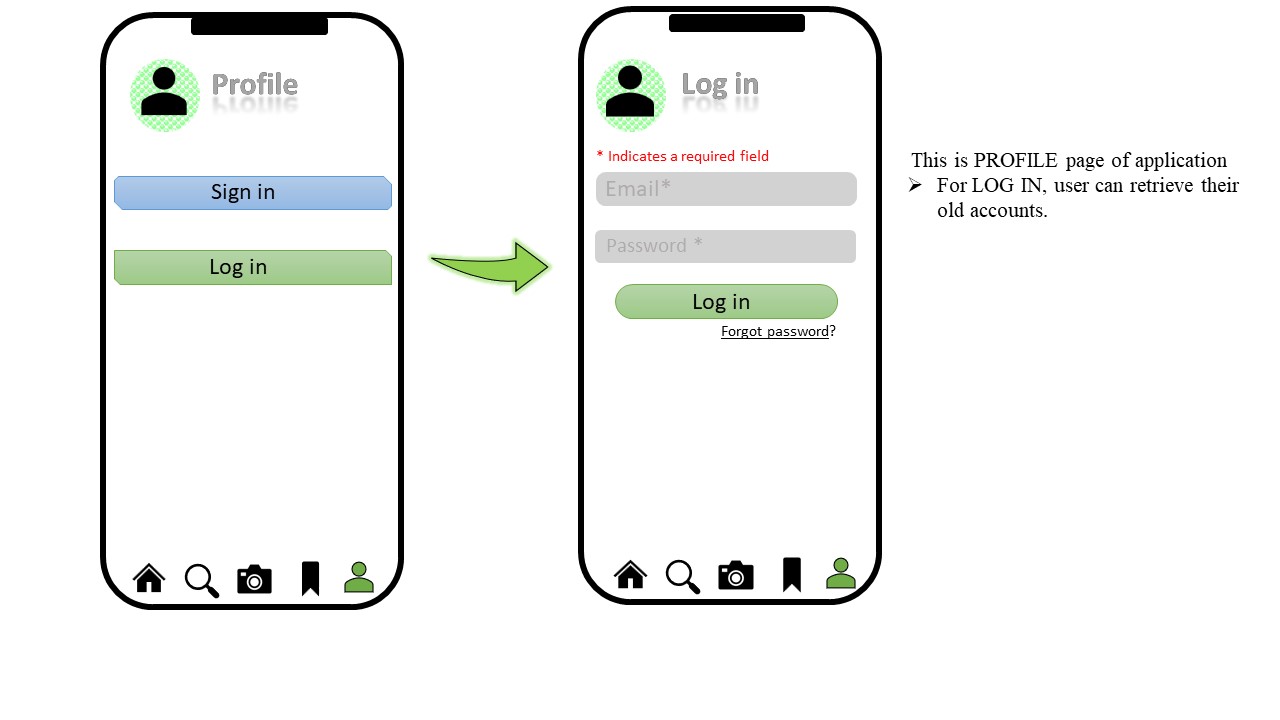 Profile
Sign in
Log in
Log in
* Indicates a required field
Email*
Password *
Log in
Forgot password?
This is PROFILE page of application
➢ For LOG IN, user can retrieve their
old accounts.